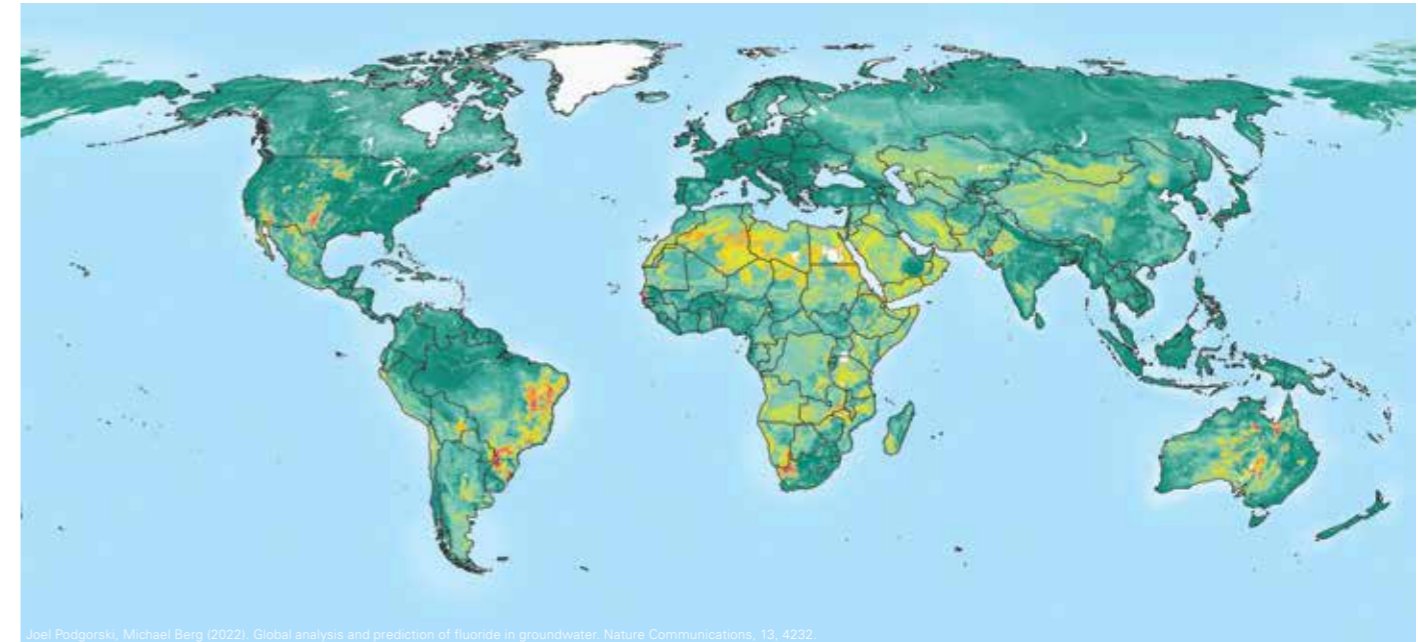 Joel Podgorski, Michael Berg (2022). Global analysis and prediction of fluoride in groundwater. Nature Communications, 13, 4232.